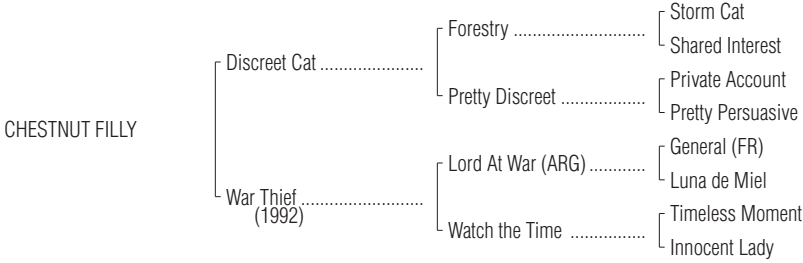 Storm Cat
Forestry ............................
Shared Interest
Discreet Cat ......................
Private Account
Pretty Discreet ..................
Pretty Persuasive
CHESTNUT FILLY
General (FR)
Lord At War (ARG) ............
Luna de Miel
War Thief ..........................
(1992)
Timeless Moment
Watch the Time ................
Innocent Lady